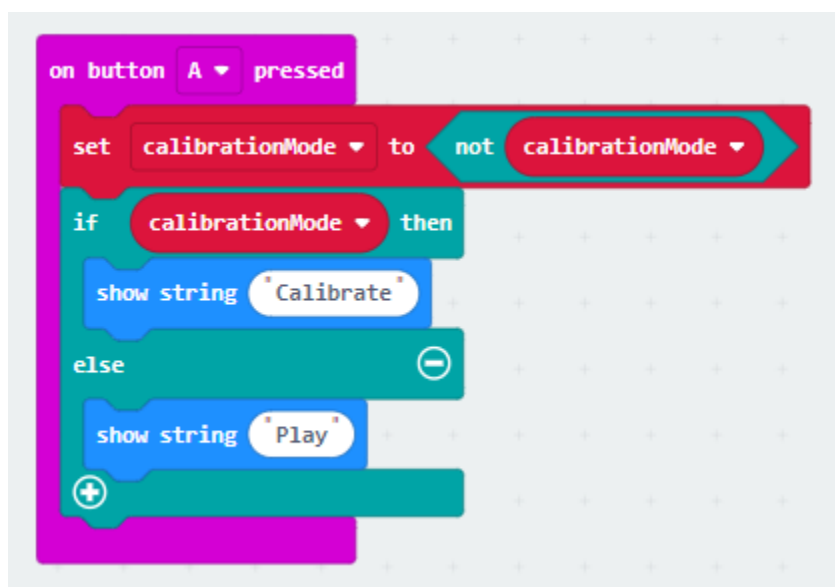 on button A pressed
set calibrationMode to not calibrationMode
if calibrationMode then
show string "Calibrate"
else
show string "Play"